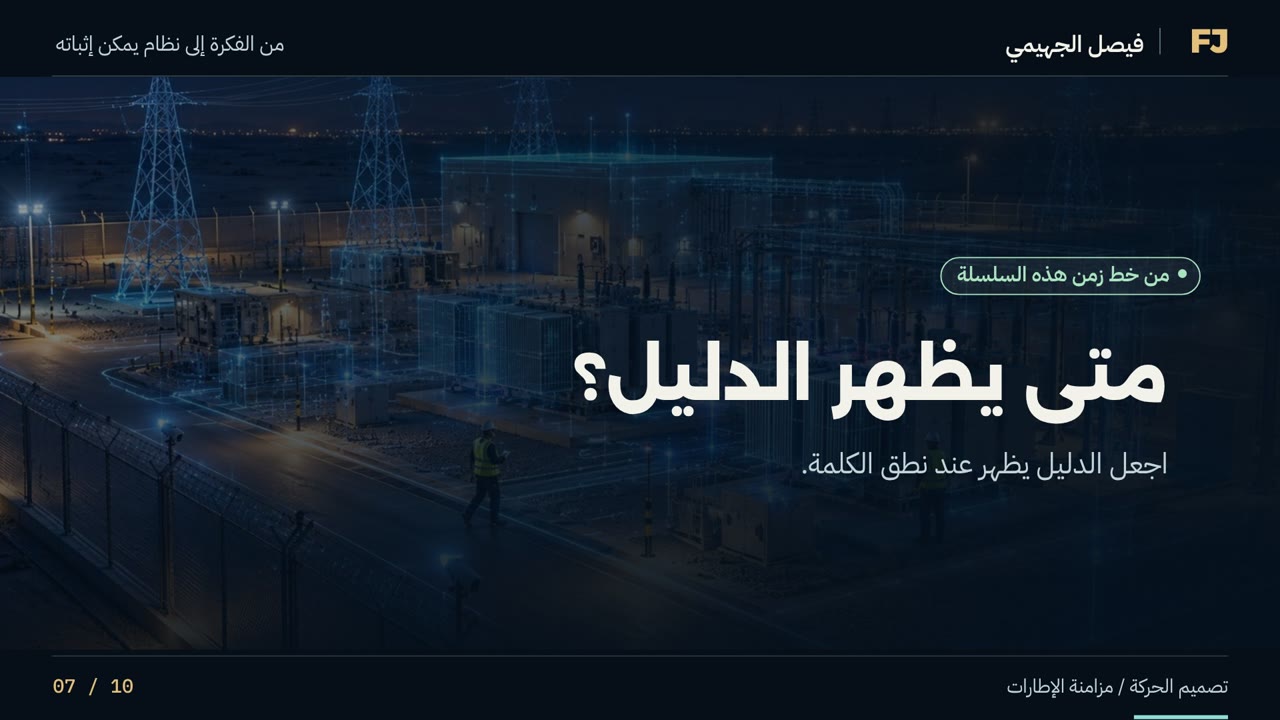 FJ
فيصل الجهيمي
من الفكرة إلى نظام يمكن إثباته
من خط زمن هذه السلسلة
متى يظهر الدليل؟
اجعل الدليل يظهر عند نطق الكلمة.
تصميم الحركة / مزامنة الإطارات
07 / 10